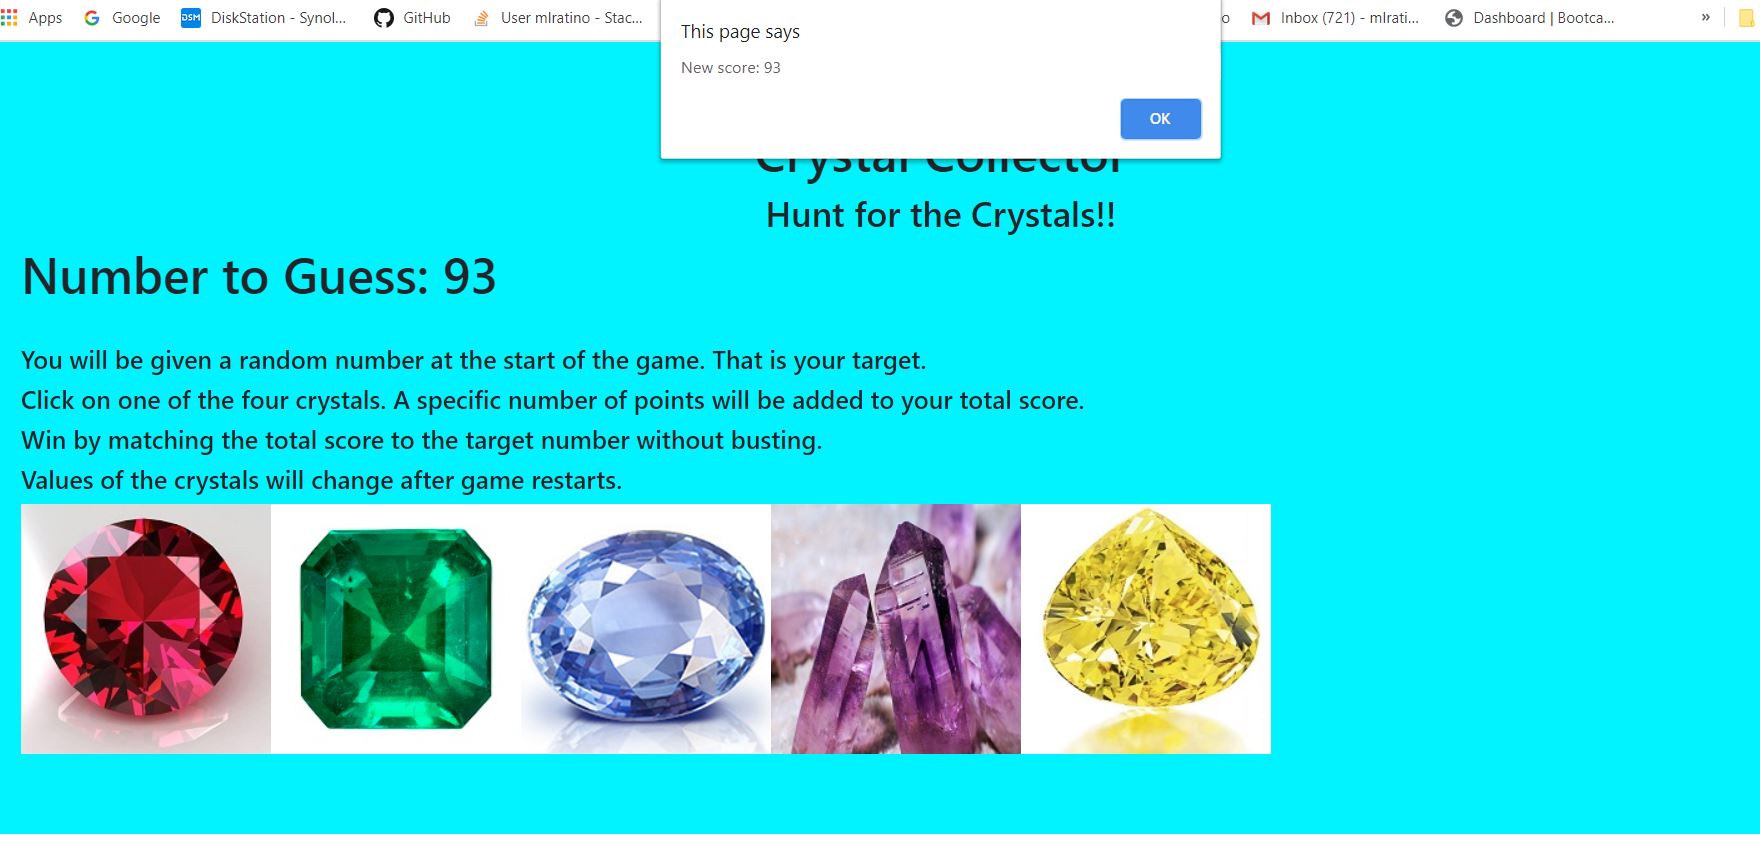 Apps Google DSM DiskStation - Synol... GitHub User mlratino - Stac... o Inbox (721) - mlrati... Dashboard | Bootca... »
This page says
New score: 93
OK
Crystal Collector
Hunt for the Crystals!!
Number to Guess: 93
You will be given a random number at the start of the game. That is your target.
Click on one of the four crystals. A specific number of points will be added to your total score.
Win by matching the total score to the target number without busting.
Values of the crystals will change after game restarts.